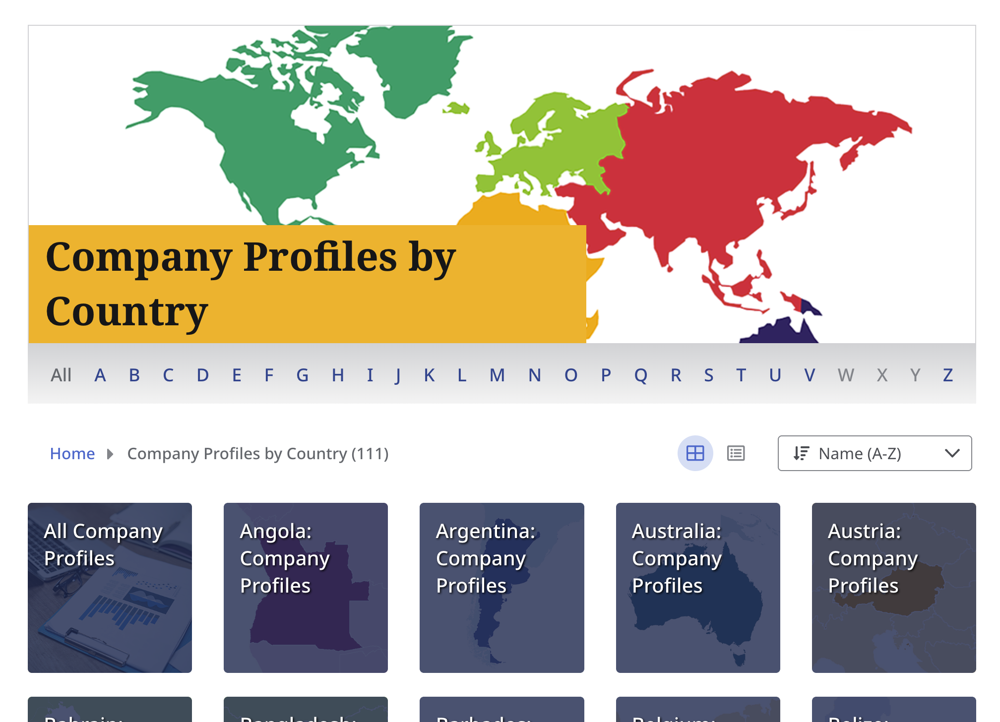 Company Profiles by
Country
All A B C D E F G H I J K L M N O P Q R S T U V W X Y Z
Home Company Profiles by Country (111)
Name (A-Z)
All Company
Profiles
Angola:
Company
Profiles
Argentina:
Company
Profiles
Australia:
Company
Profiles
Austria:
Company
Profiles
Bahrain:
Bangladesh:
Barbados:
Belgium:
Belize: